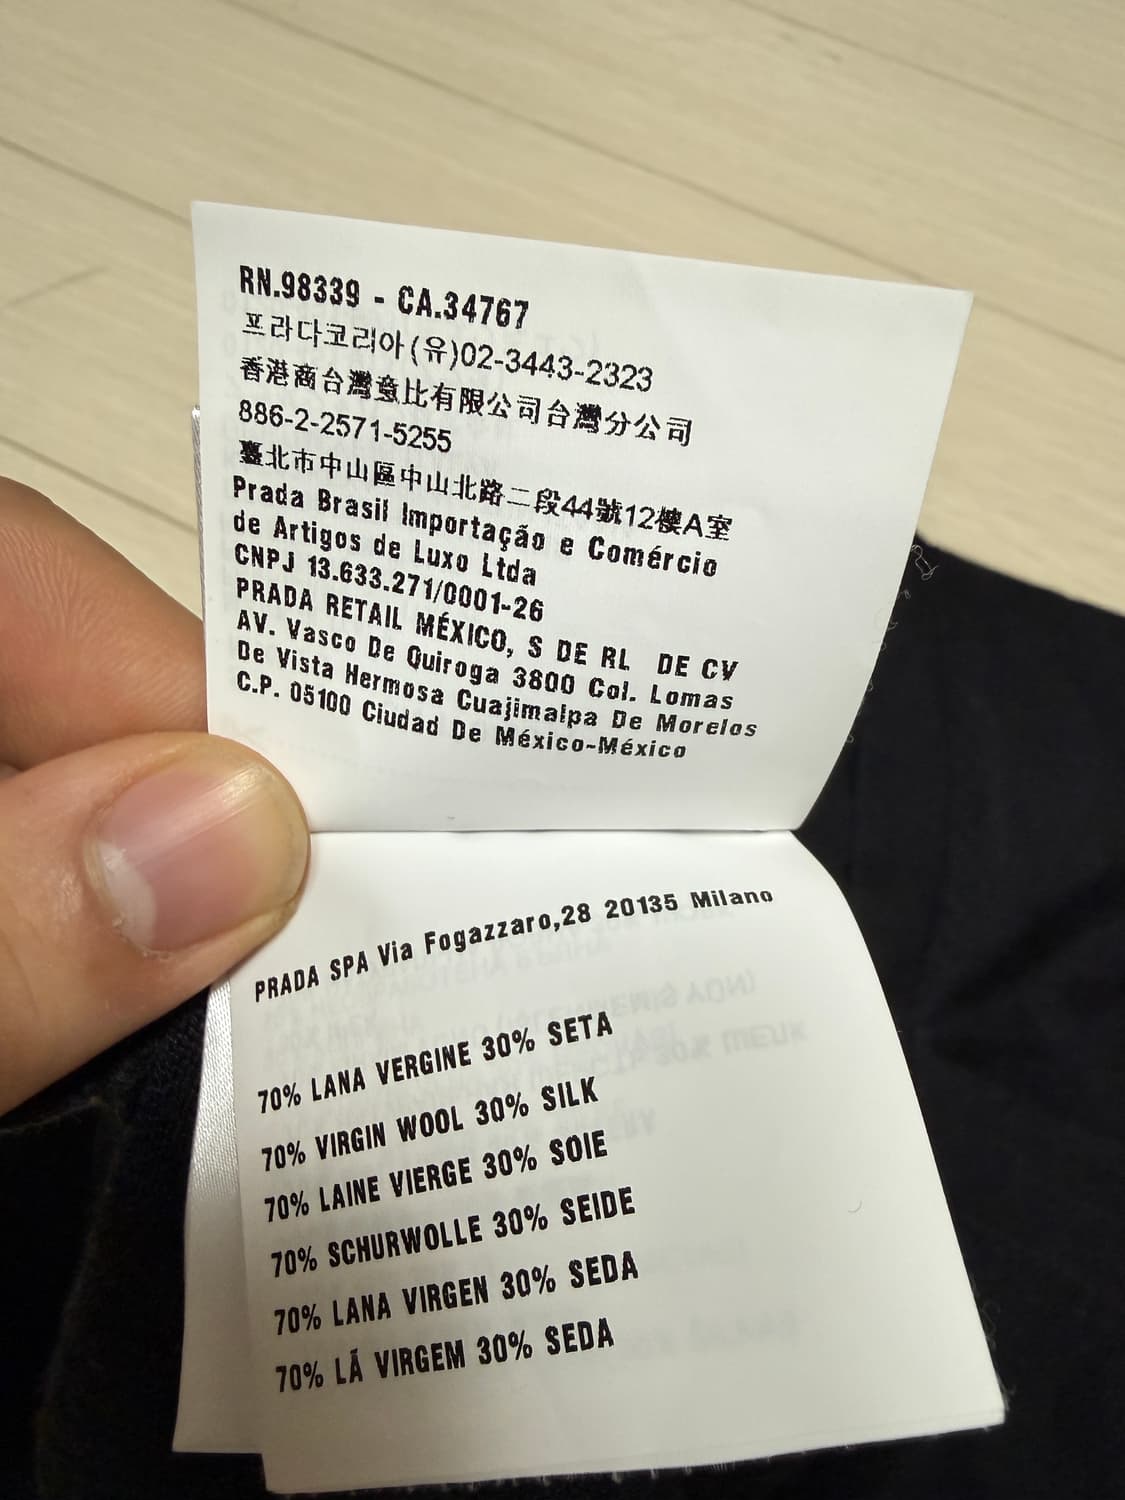 RN.98339 - CA.34767
프라다코리아(유)02-3443-2323
香港商台灣意比有限公司台灣分公司
886-2-2571-5255
臺北市中山區中山北路二段44號12樓A室
Prada Brasil Importação e Comércio
de Artigos de Luxo Ltda
CNPJ 13.633.271/0001-26
PRADA RETAIL MÉXICO, S DE RL DE CV
AV. Vasco De Quiroga 3800 Col. Lomas
De Vista Hermosa Cuajimalpa De Morelos
C.P. 05100 Ciudad De México-México
PRADA SPA Via Fogazzaro,28 20135 Milano
70% LANA VERGINE 30% SETA
70% VIRGIN WOOL 30% SILK
70% LAINE VIERGE 30% SOIE
70% SCHURWOLLE 30% SEIDE
70% LANA VIRGEN 30% SEDA
70% LÃ VIRGEM 30% SEDA